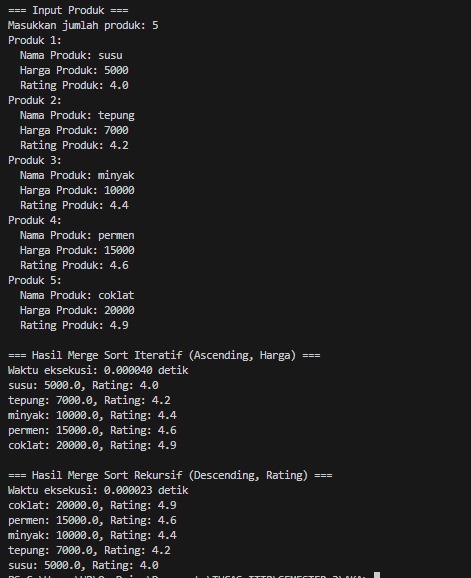 === Input Produk ===
Masukkan jumlah produk: 5
Produk 1:
  Nama Produk: susu
  Harga Produk: 5000
  Rating Produk: 4.0
Produk 2:
  Nama Produk: tepung
  Harga Produk: 7000
  Rating Produk: 4.2
Produk 3:
  Nama Produk: minyak
  Harga Produk: 10000
  Rating Produk: 4.4
Produk 4:
  Nama Produk: permen
  Harga Produk: 15000
  Rating Produk: 4.6
Produk 5:
  Nama Produk: coklat
  Harga Produk: 20000
  Rating Produk: 4.9

=== Hasil Merge Sort Iteratif (Ascending, Harga) ===
Waktu eksekusi: 0.000040 detik
susu: 5000.0, Rating: 4.0
tepung: 7000.0, Rating: 4.2
minyak: 10000.0, Rating: 4.4
permen: 15000.0, Rating: 4.6
coklat: 20000.0, Rating: 4.9

=== Hasil Merge Sort Rekursif (Descending, Rating) ===
Waktu eksekusi: 0.000023 detik
coklat: 20000.0, Rating: 4.9
permen: 15000.0, Rating: 4.6
minyak: 10000.0, Rating: 4.4
tepung: 7000.0, Rating: 4.2
susu: 5000.0, Rating: 4.0